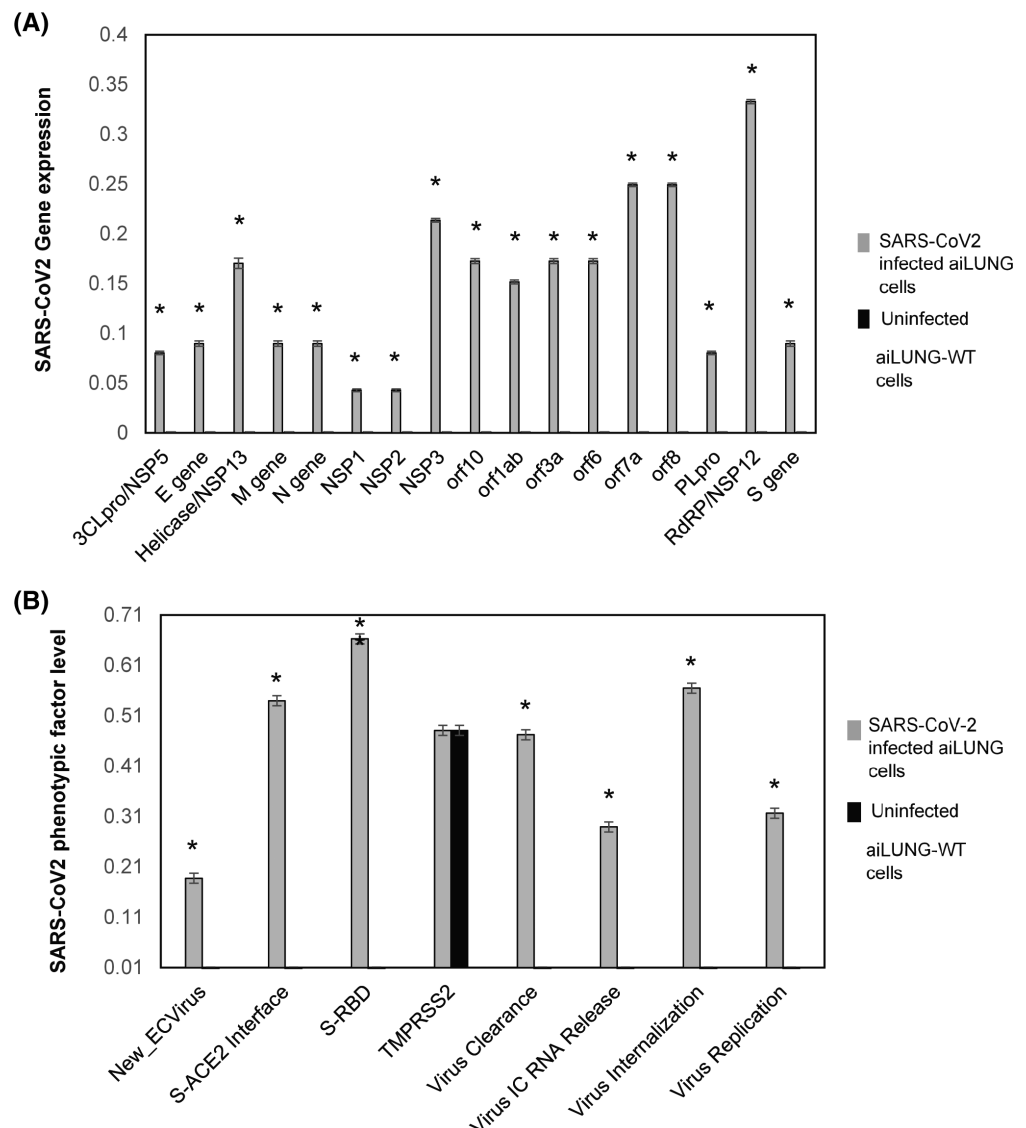 (A)
SARS-CoV2 Gene expression
0.4
0.35
0.3
0.25
0.2
0.15
0.1
0.05
0
* * * * * * * * * * * * * * * * *
3CLpro/NSP5
E gene
Helicase/NSP13
M gene
N gene
NSP1
NSP2
NSP3
orf10
orf1ab
orf3a
orf6
orf7a
orf8
PLpro
RdRP/NSP12
S gene
SARS-CoV2
infected aiLUNG
cells
Uninfected
aiLUNG-WT
cells
(B)
SARS-CoV2 phenotypic factor level
0.71
0.61
0.51
0.41
0.31
0.21
0.11
0.01
* * * * * * * *
New_ECVirus
S-ACE2 Interface
S-RBD
TMPRSS2
Virus Clearance
Virus IC RNA Release
Virus Internalization
Virus Replication
SARS-CoV-2
infected aiLUNG
cells
Uninfected
aiLUNG-WT
cells